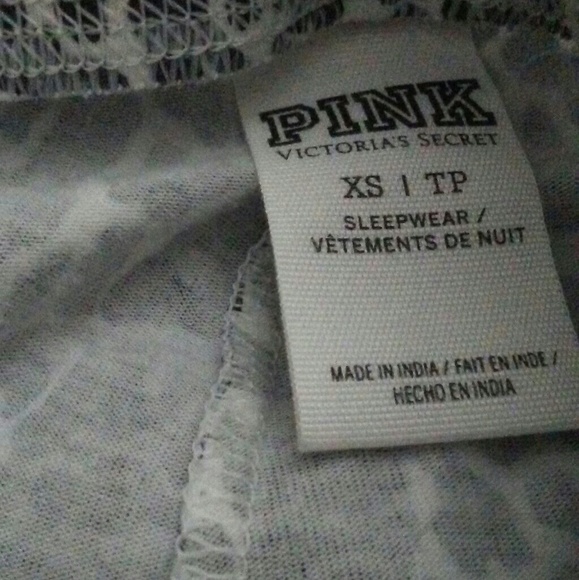 PINK
VICTORIA'S SECRET
XS | TP
SLEEPWEAR /
VÊTEMENTS DE NUIT
MADE IN INDIA / FAIT EN INDE /
HECHO EN INDIA